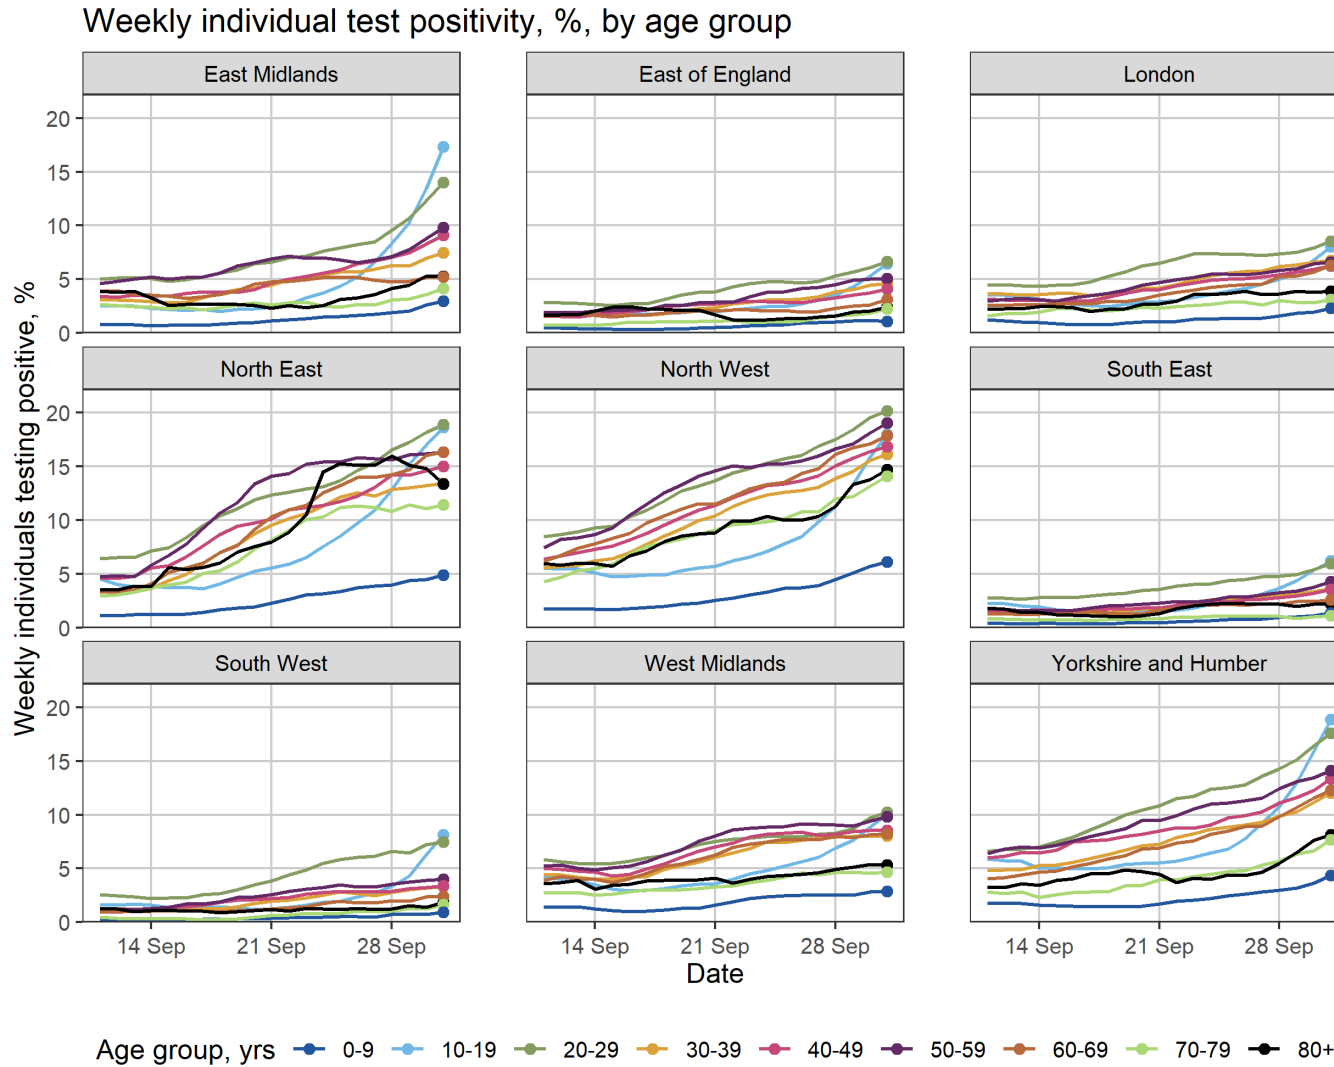 Weekly individual test positivity, %, by age group
East Midlands
East of England
London
20
15
10
5
0
North East
North West
South East
20
15
10
5
0
South West
West Midlands
Yorkshire and Humber
20
15
10
5
0
Weekly individuals testing positive, %
14 Sep 21 Sep 28 Sep
14 Sep 21 Sep 28 Sep
14 Sep 21 Sep 28 Sep
Date
Age group, yrs 0-9 10-19 20-29 30-39 40-49 50-59 60-69 70-79 80+